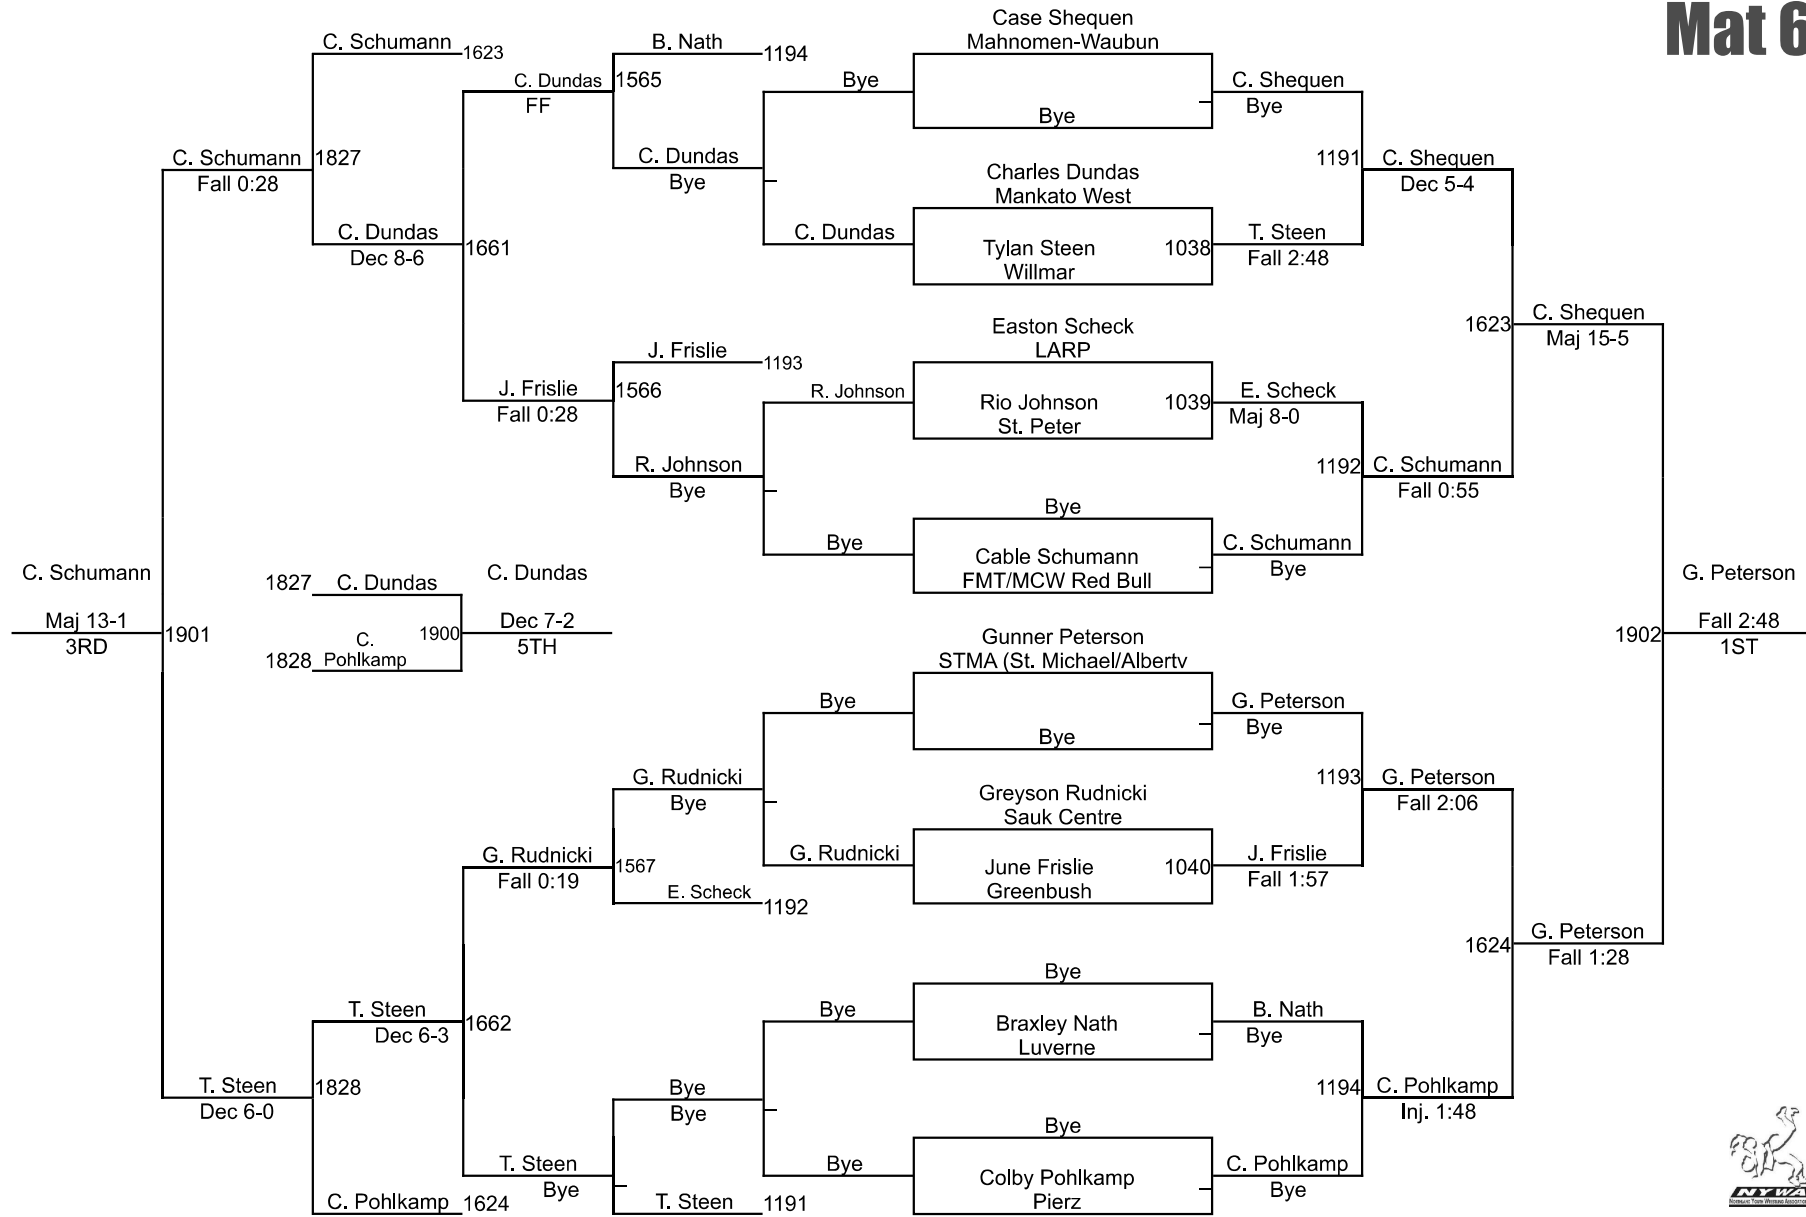 Mat 6
Case Shequen
Mahnomen-Waubun
C. Schumann
1623
B. Nath
1194
C. Dundas
FF
1565
Bye
Bye
C. Shequen
Bye
C. Schumann
Fall 0:28
1827
C. Dundas
Bye
Charles Dundas
Mankato West
1191
C. Shequen
Dec 5-4
C. Dundas
Dec 8-6
1661
C. Dundas
Tylan Steen
Willmar
1038
T. Steen
Fall 2:48
Easton Scheck
LARP
1623
C. Shequen
Maj 15-5
J. Frislie
1193
J. Frislie
Fall 0:28
1566
R. Johnson
Rio Johnson
St. Peter
1039
E. Scheck
Maj 8-0
R. Johnson
Bye
1192
C. Schumann
Fall 0:55
Bye
Bye
Cable Schumann
FMT/MCW Red Bull
C. Schumann
Bye
C. Schumann
Maj 13-1
3RD
1901
1827
C. Dundas
1828
C.
Pohlkamp
1900
C. Dundas
Dec 7-2
5TH
G. Peterson
Fall 2:48
1ST
1902
Gunner Peterson
STMA (St. Michael/Albertv
Bye
Bye
G. Peterson
Bye
G. Rudnicki
Bye
Greyson Rudnicki
Sauk Centre
1193
G. Peterson
Fall 2:06
G. Rudnicki
Fall 0:19
1567
G. Rudnicki
June Frislie
Greenbush
1040
J. Frislie
Fall 1:57
E. Scheck
1192
1624
G. Peterson
Fall 1:28
Bye
T. Steen
Dec 6-3
1662
Bye
Braxley Nath
Luverne
B. Nath
Bye
T. Steen
Dec 6-0
1828
Bye
Bye
1194
C. Pohlkamp
Inj. 1:48
Bye
T. Steen
Bye
Bye
Colby Pohlkamp
Pierz
C. Pohlkamp
Bye
C. Pohlkamp
1624
T. Steen
1191
NYWA